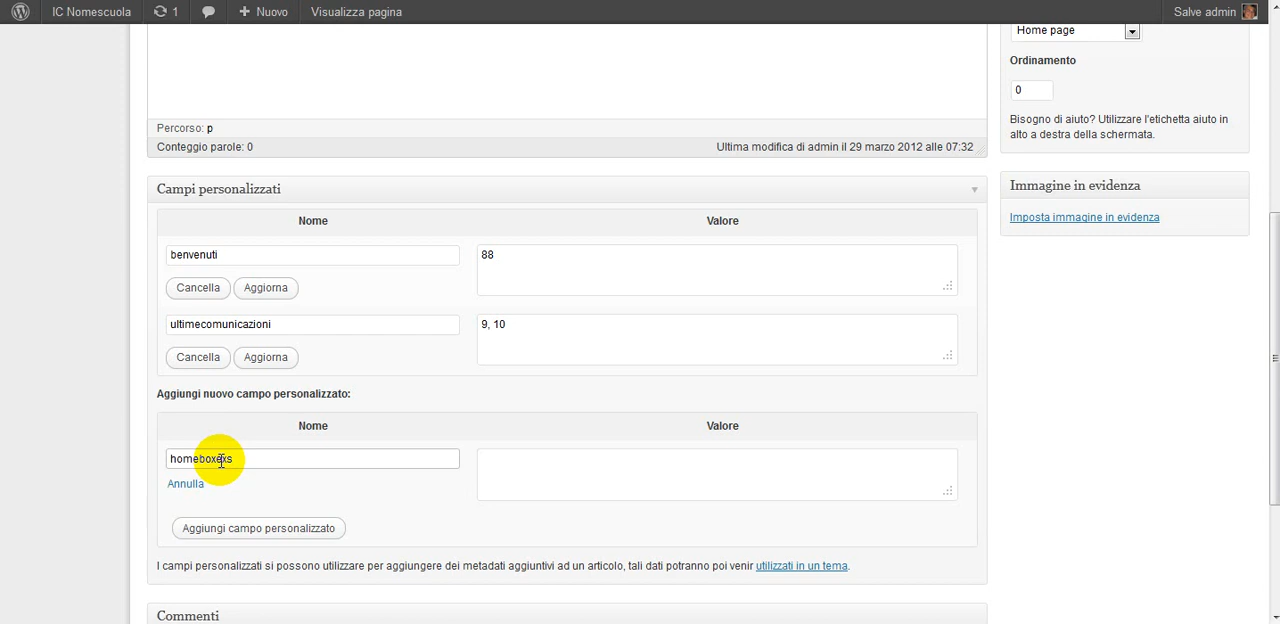 IC Nomescuola 1 Nuovo Visualizza pagina Salve admin
Home page
Ordinamento
0
Bisogno di aiuto? Utilizzare l'etichetta aiuto in
alto a destra della schermata.
Percorso: p
Conteggio parole: 0 Ultima modifica di admin il 29 marzo 2012 alle 07:32
Campi personalizzati
Nome Valore
benvenuti 88
Cancella Aggiorna
ultimecomunicazioni 9, 10
Cancella Aggiorna
Aggiungi nuovo campo personalizzato:
Nome Valore
homeboxexs
Annulla
Aggiungi campo personalizzato
I campi personalizzati si possono utilizzare per aggiungere dei metadati aggiuntivi ad un articolo, tali dati potranno poi venir utilizzati in un tema.
Commenti
Immagine in evidenza
Imposta immagine in evidenza